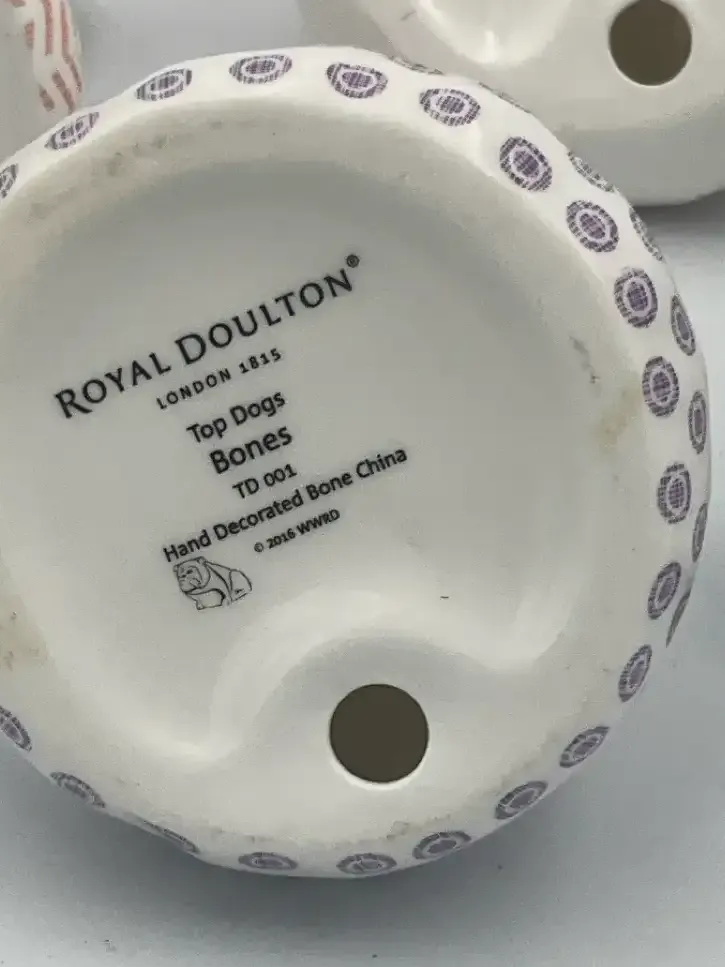 ROYAL DOULTON®
LONDON 1815
Top Dogs
Bones
TD 001
Hand Decorated Bone China
© 2016 WWRD